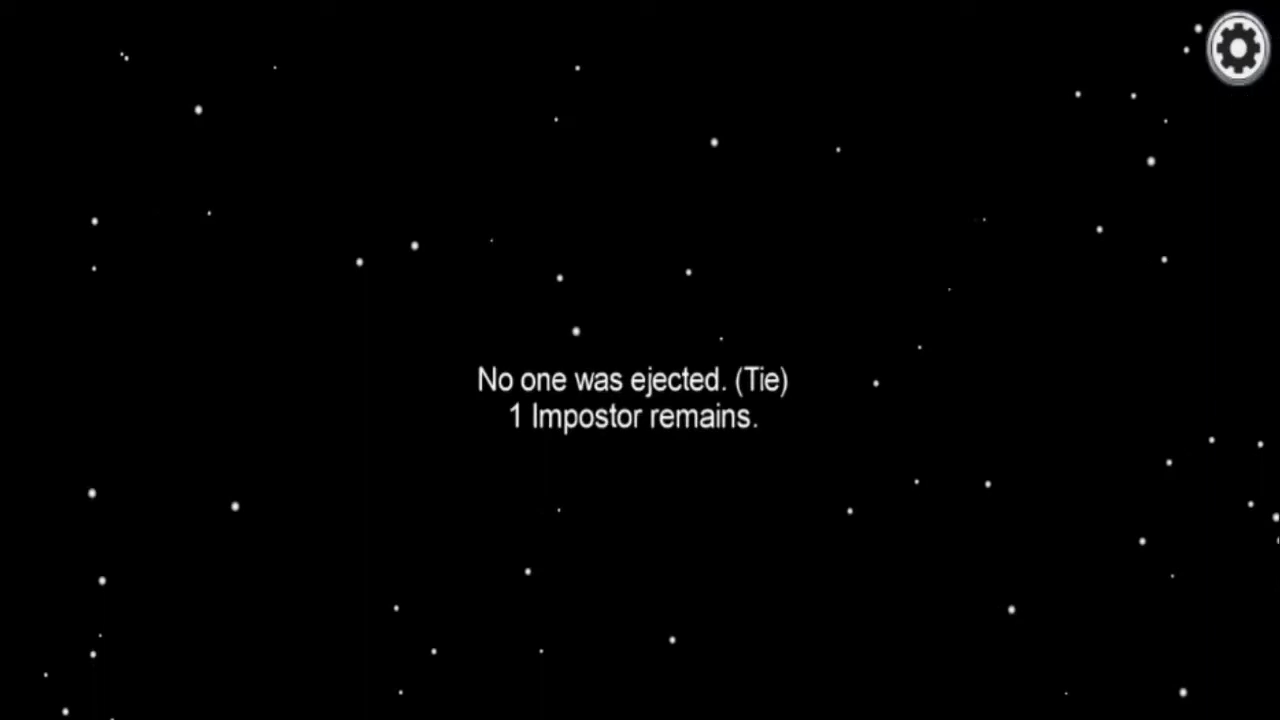 No one was ejected. (Tie)
1 Impostor remains.